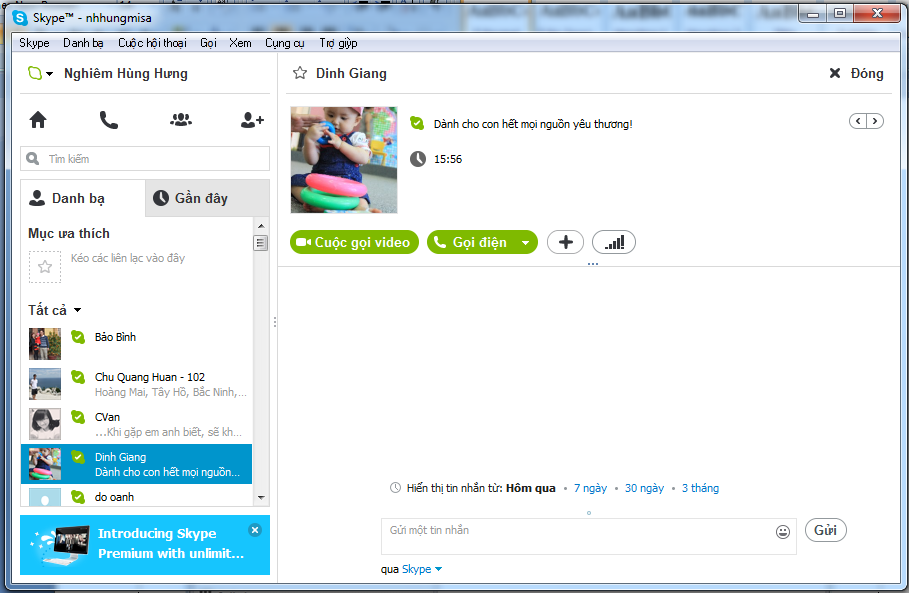 Skype™ - nhhungmisa
Skype Danh bạ Cuộc hội thoại Gọi Xem Cụng cụ Trợ giỳp
Nghiêm Hùng Hưng
Tìm kiếm
Danh bạ Gần đây
Mục ưa thích
Kéo các liên lạc vào đây
Tất cả
Bảo Bình
Chu Quang Huan - 102
Hoàng Mai, Tây Hồ, Bắc Ninh,...
CVan
...Khi gặp em anh biết, sẽ kh...
Dinh Giang
Dành cho con hết mọi nguồn...
do oanh
Introducing Skype
Premium with unlimit...
Dinh Giang
Đóng
Dành cho con hết mọi nguồn yêu thương!
15:56
Cuộc gọi video Gọi điện
Hiển thị tin nhắn từ: Hôm qua • 7 ngày • 30 ngày • 3 tháng
Gửi một tin nhắn
Gửi
qua Skype